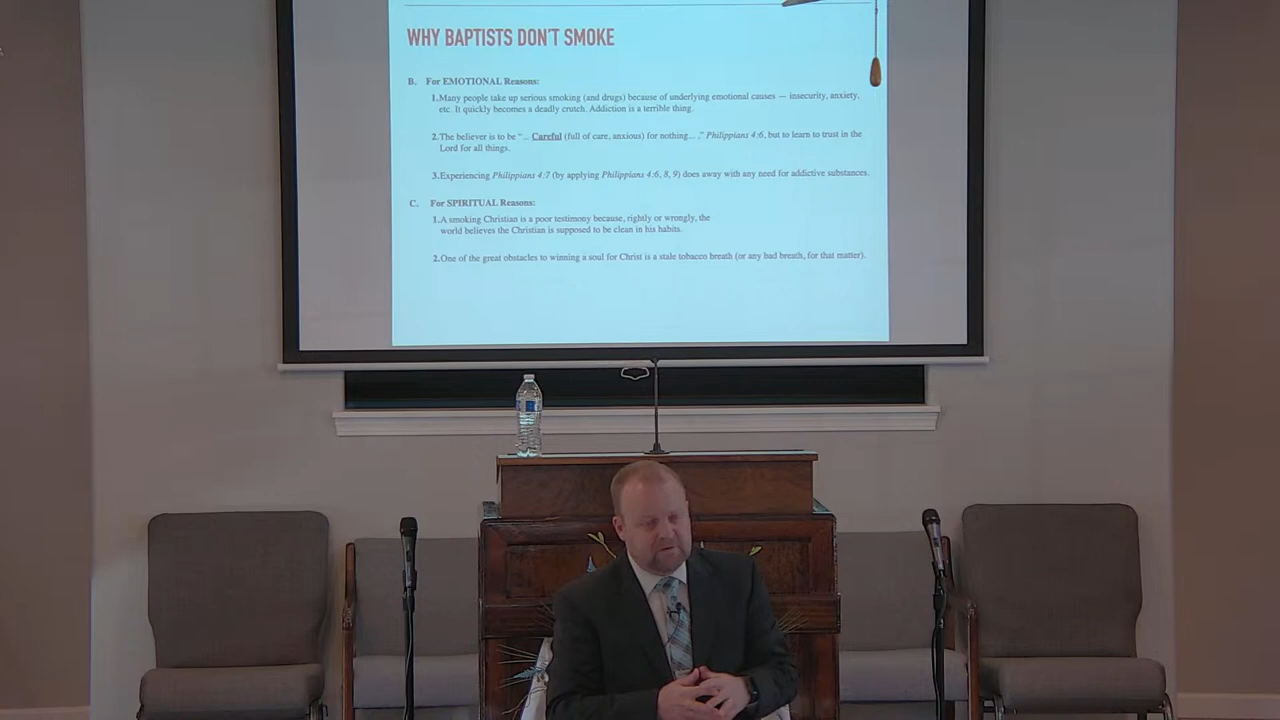 WHY BAPTISTS DON'T SMOKE
B. For EMOTIONAL Reasons:
1.Many people take up serious smoking (and drugs) because of underlying emotional causes — insecurity, anxiety,
etc. It quickly becomes a deadly crutch. Addiction is a terrible thing.
2.The believer is to be "... Careful (full of care, anxious) for nothing... ," Philippians 4:6, but to learn to trust in the
Lord for all things.
3.Experiencing Philippians 4:7 (by applying Philippians 4:6, 8, 9) does away with any need for addictive substances.
C. For SPIRITUAL Reasons:
1.A smoking Christian is a poor testimony because, rightly or wrongly, the
world believes the Christian is supposed to be clean in his habits.
2.One of the great obstacles to winning a soul for Christ is a stale tobacco breath (or any bad breath, for that matter).